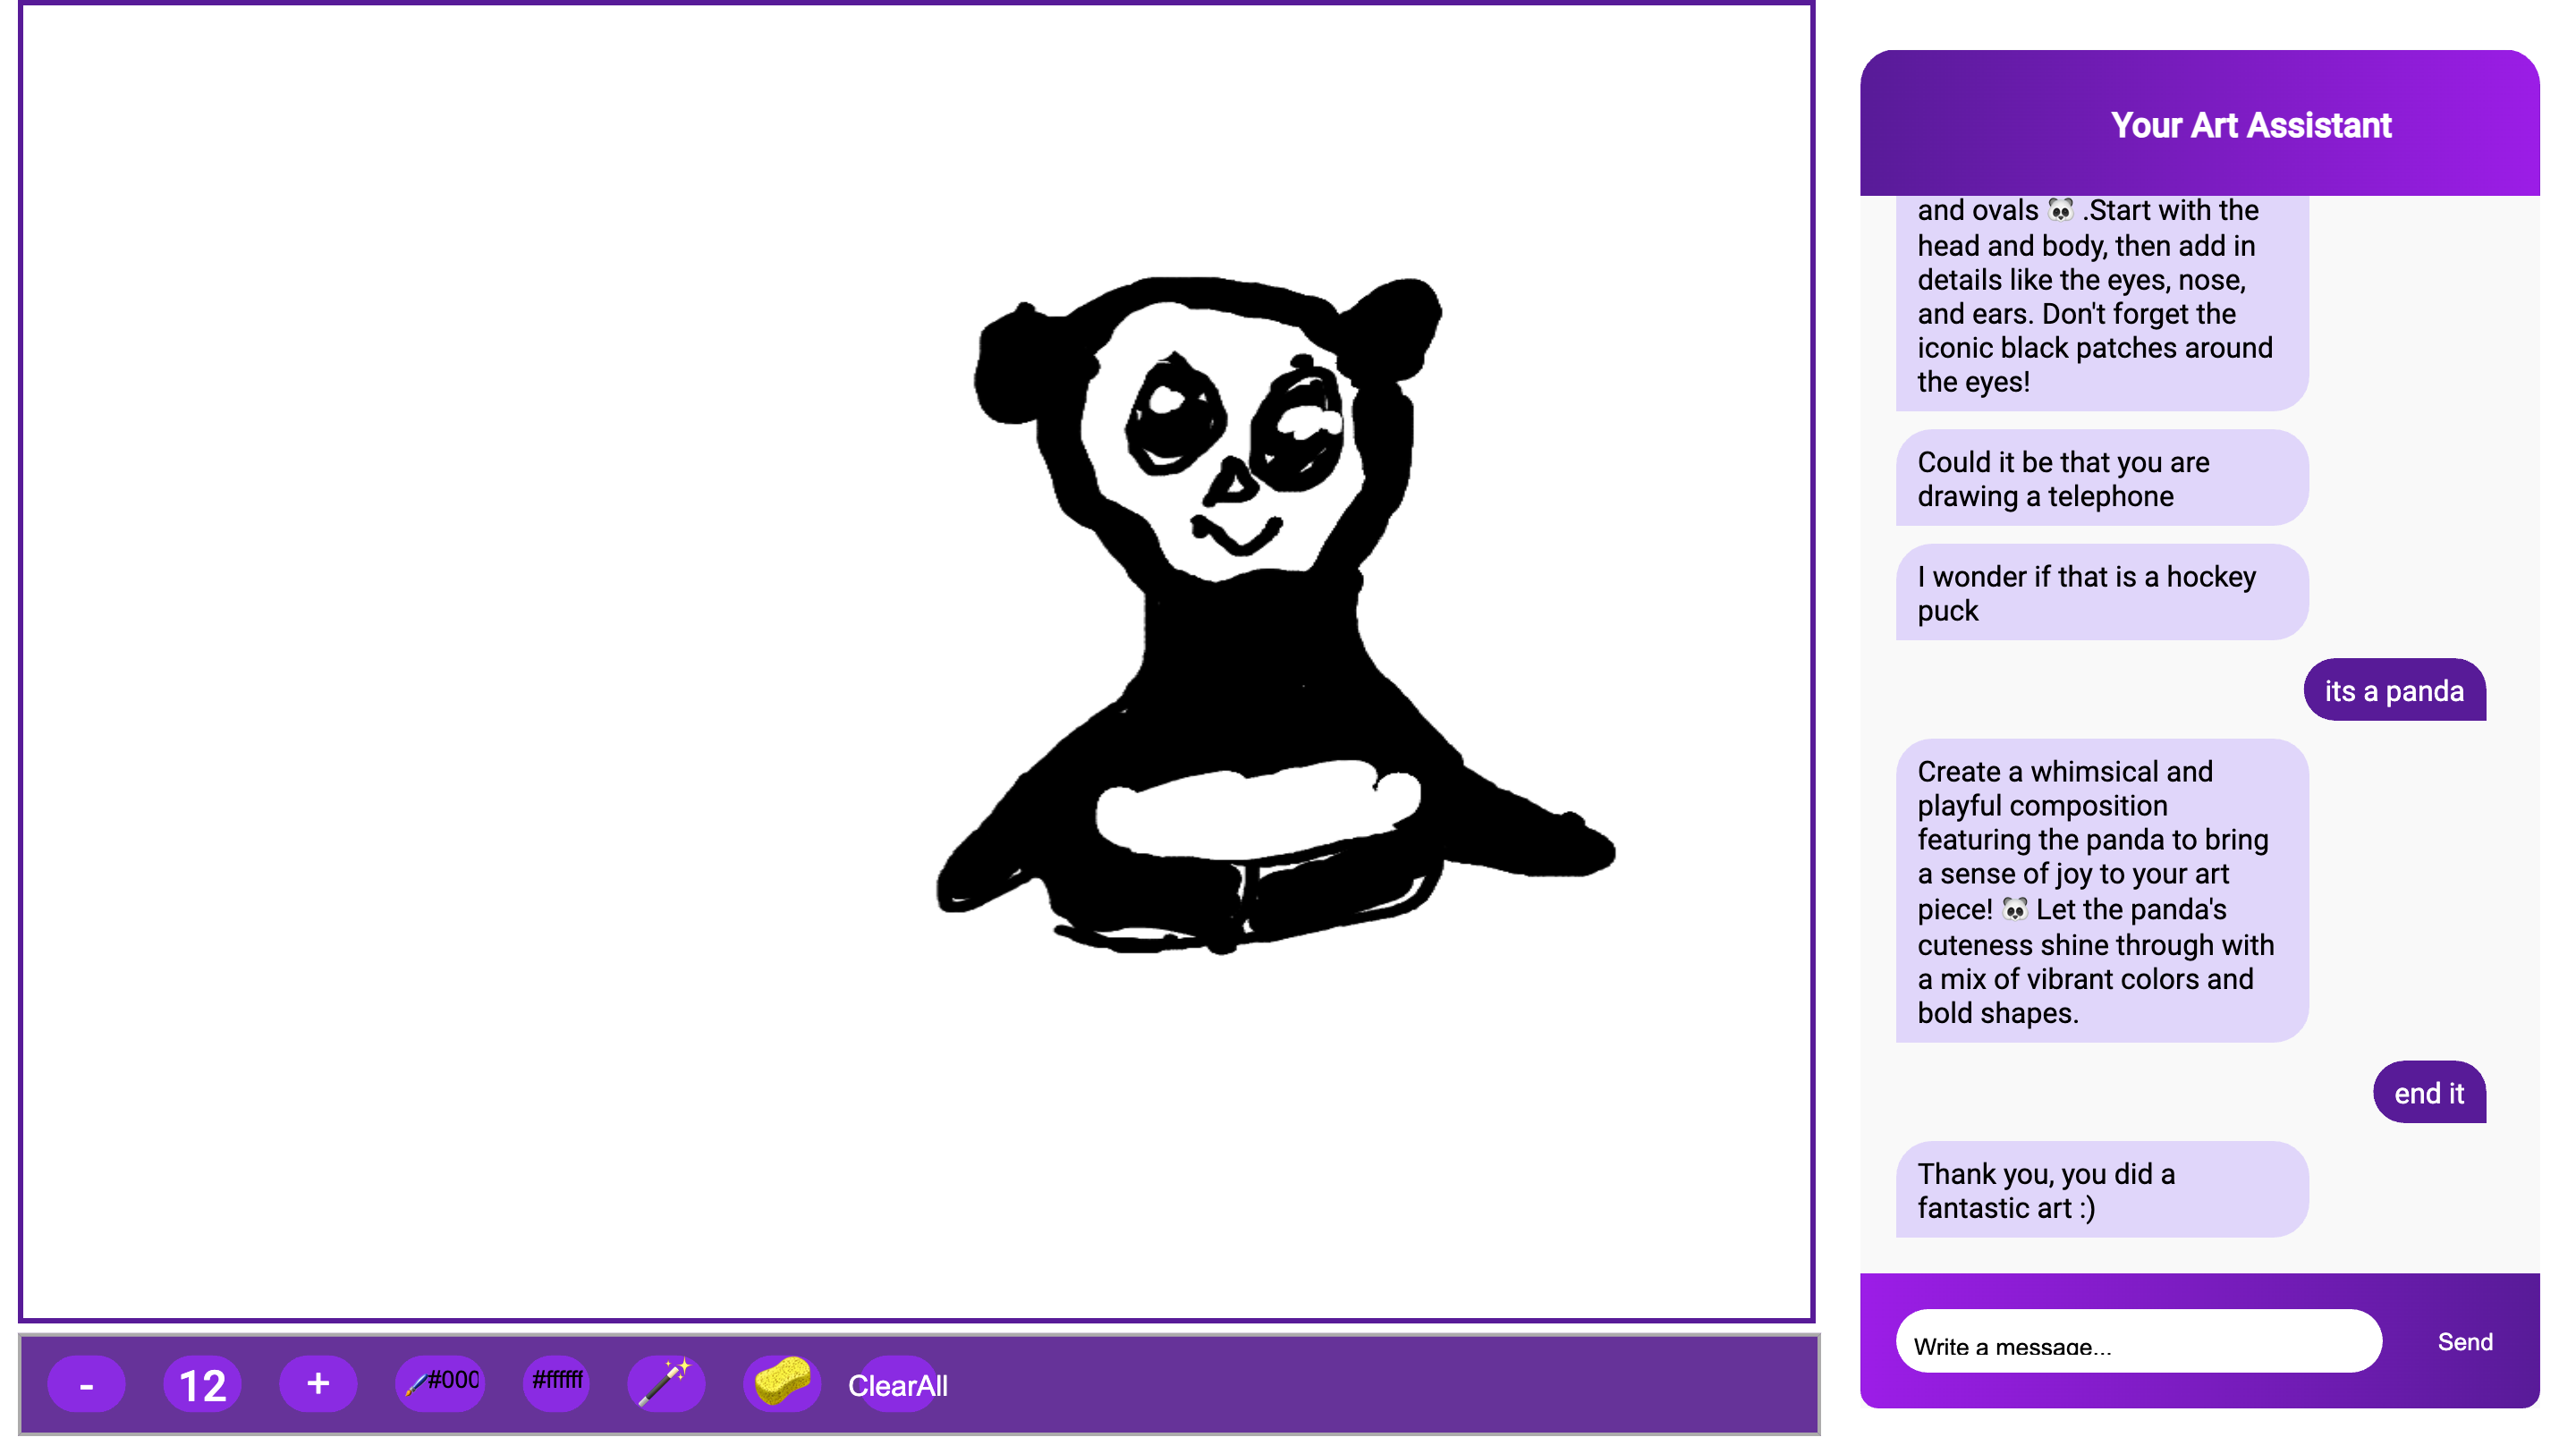 Your Art Assistant
and ovals 🐼 .Start with the
head and body, then add in
details like the eyes, nose,
and ears. Don't forget the
iconic black patches around
the eyes!
Could it be that you are
drawing a telephone
I wonder if that is a hockey
puck
its a panda
Create a whimsical and
playful composition
featuring the panda to bring
a sense of joy to your art
piece! 🐼 Let the panda's
cuteness shine through with
a mix of vibrant colors and
bold shapes.
end it
Thank you, you did a
fantastic art :)
Write a message...
Send
- 12 + #000 #ffffff ClearAll